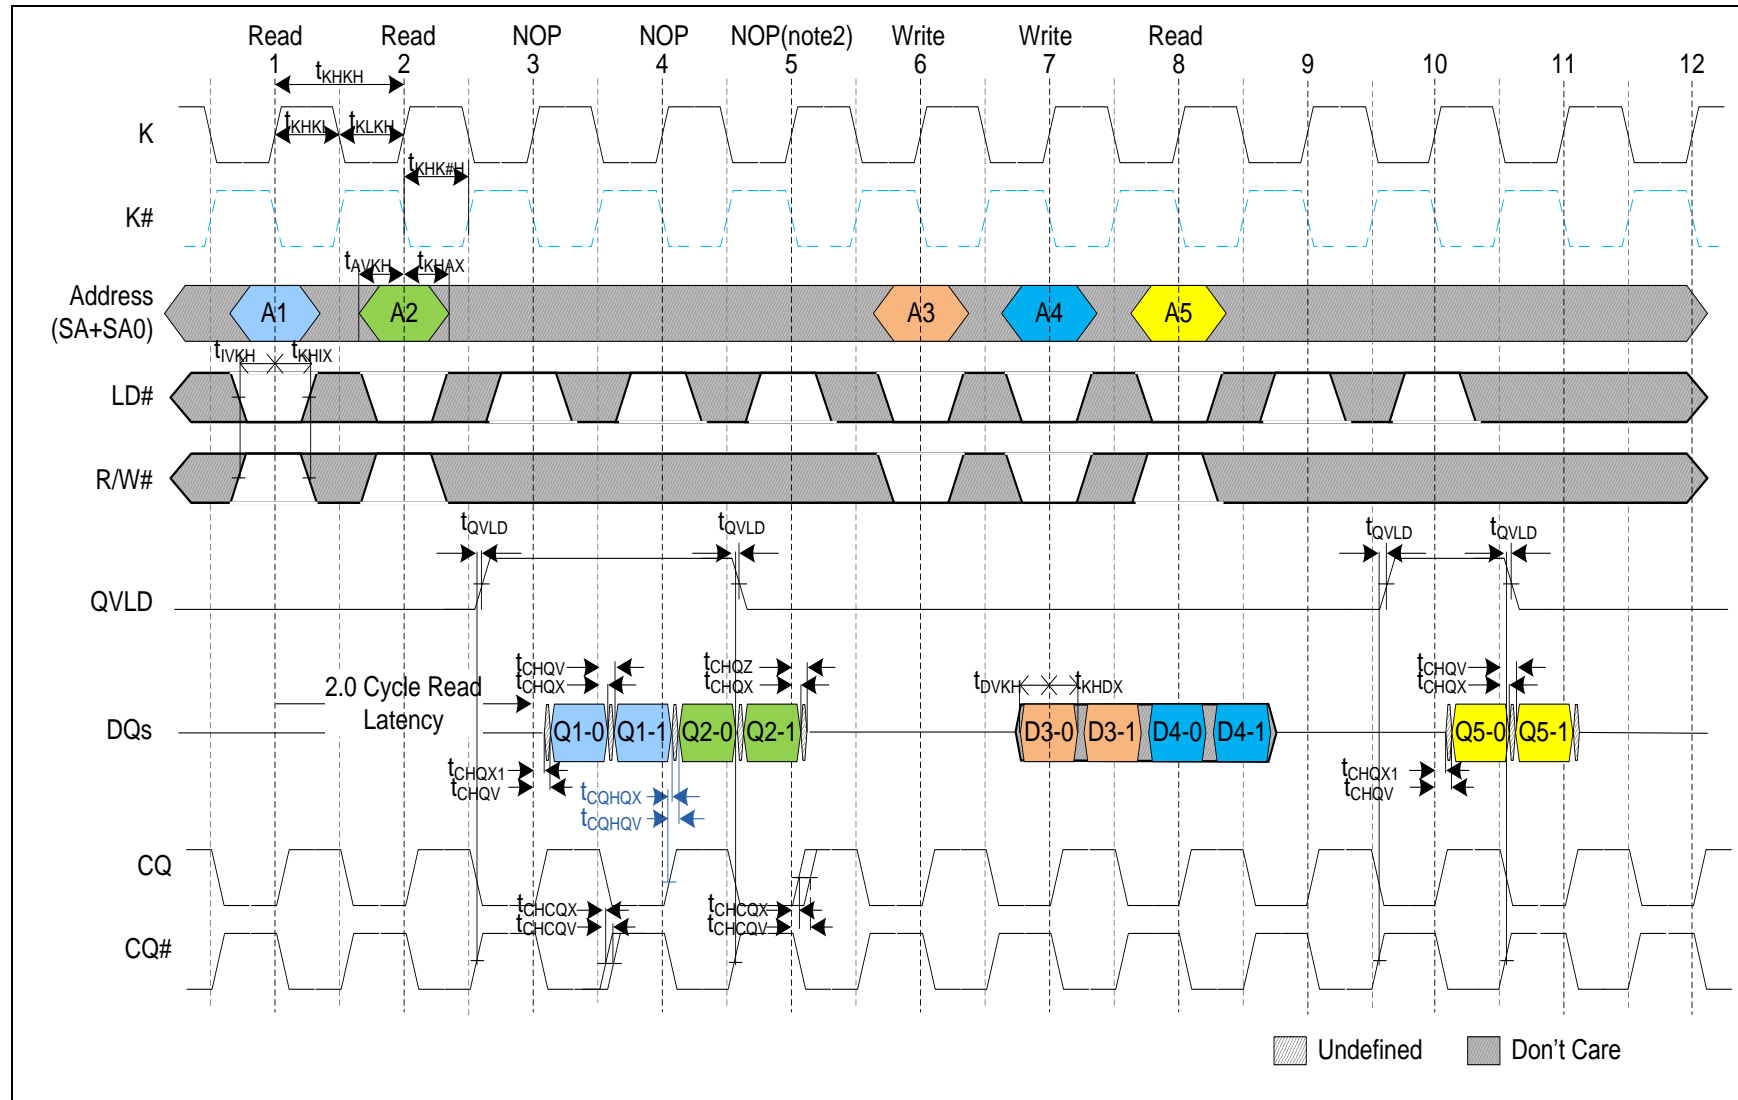 Read Read NOP NOP NOP(note2) Write Write Read
1 2 3 4 5 6 7 8 9 10 11 12
tKHKH
K
tKHKL tKLKH
tKHK#H
K#
tAVKH tKHAX
Address
(SA+SA0)
A1 A2 A3 A4 A5
tIVKH tKHIX
LD#
R/W#
tQVLD tQVLD tQVLD tQVLD
QVLD
tCHQV tCHQZ tCHQV
tCHQX tCHQX tDVKH tKHDX tCHQX
2.0 Cycle Read
Latency
DQs
Q1-0 Q1-1 Q2-0 Q2-1 D3-0 D3-1 D4-0 D4-1 Q5-0 Q5-1
tCHQX1 tCHQX1
tCHQV tCHQV
tCQHQX
tCQHQV
CQ
tCHCQX tCHCQX
tCHCQV tCHCQV
CQ#
Undefined Don't Care